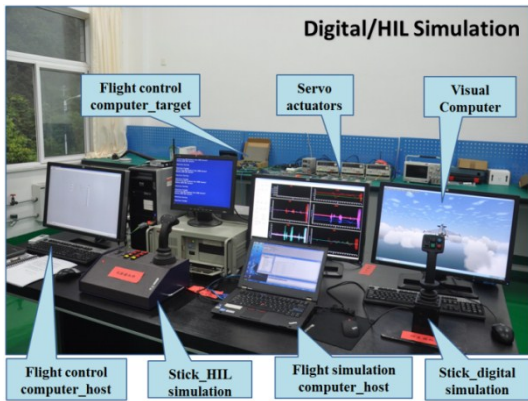 Digital/HIL Simulation
Flight control
computer_target
Servo
actuators
Visual
Computer
Flight control
computer_host
Stick_HIL
simulation
Flight simulation
computer_host
Stick_digital
simulation